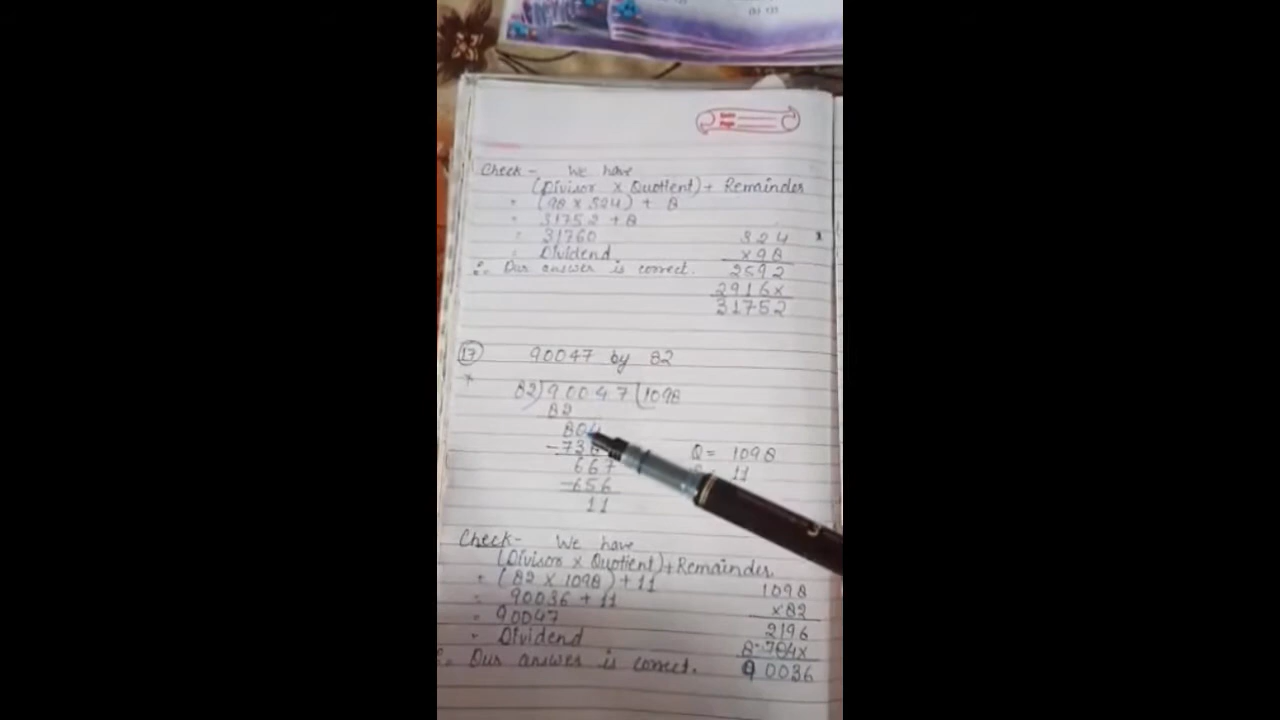 Check - We have
(Divisor x Quotient) + Remainder
= (98 x 324) + 8
= 31752 + 8
= 31760
= Dividend
∴ Our answer is correct.
324
x98
2592
2916x
31752
17 90047 by 82
82)90047(1098
82
804
-738
667
-656
11
Q = 1098
11
Check - We have
(Divisor x Quotient) + Remainder
= (82 x 1098) + 11
= 90036 + 11
= 90047
= Dividend
∴ Our answer is correct.
1098
x82
2196
8784x
90036